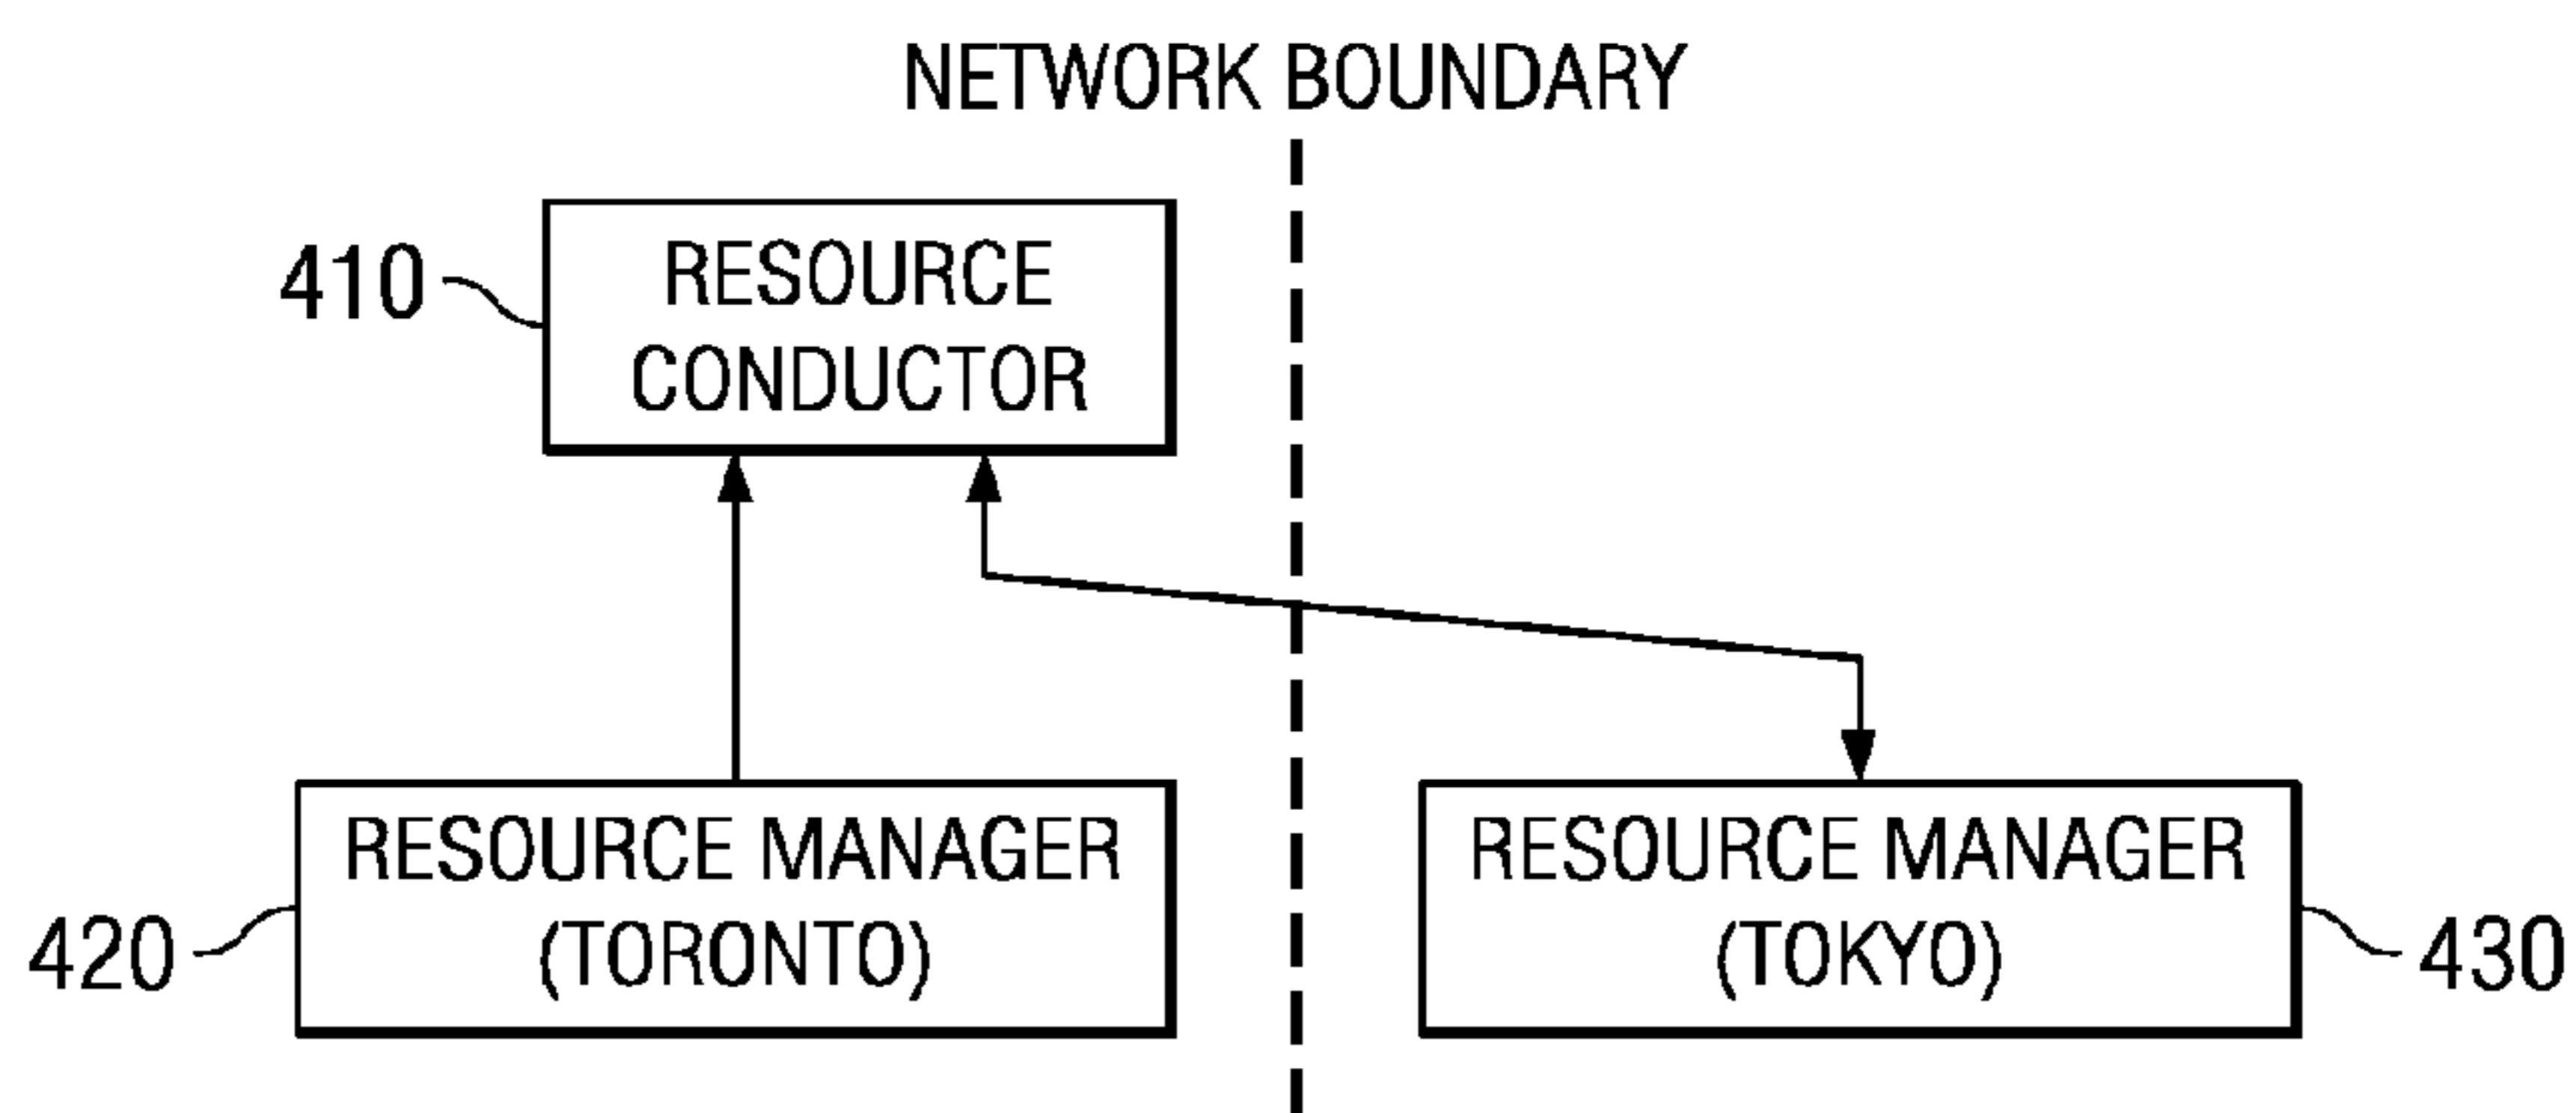 NETWORK BOUNDARY
410
RESOURCE
CONDUCTOR
RESOURCE MANAGER
(TORONTO)
420
RESOURCE MANAGER
(TOKYO)
430